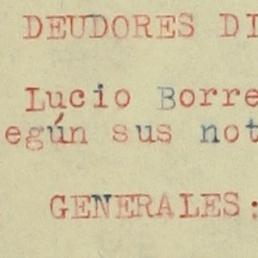 DEUDORES DI
Lucio Borre
egún sus not
GENERALES: